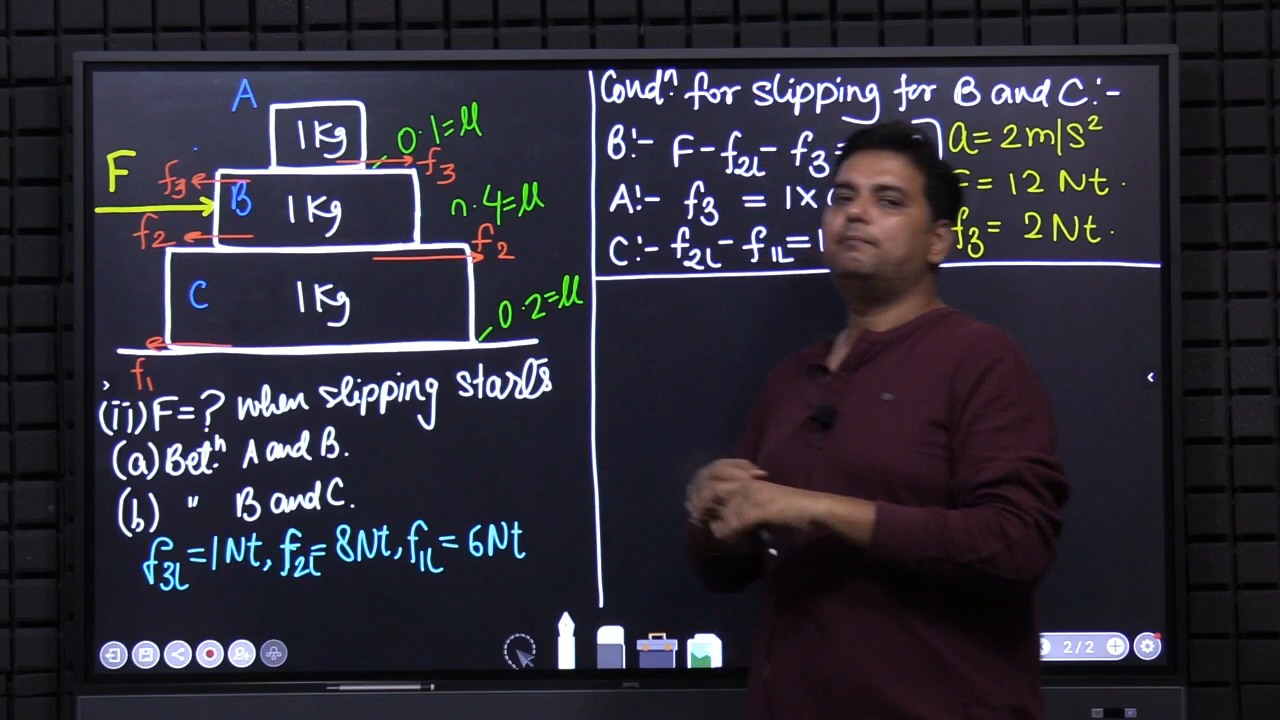 A
1Kg
0.1=μ
F
f3
f3
B
1Kg
0.4=μ
f2
f2
C
1Kg
0.2=μ
f1
(ii) F=? when slipping starts
(a) Betⁿ. A and B.
(b) " B and C.
f3L=1Nt, f2L=8Nt, f1L=6Nt
Condⁿ. for slipping for B and C:-
B:- F-f2L-f3=
a=2m/s²
A:- f3 = 1×
= 12 Nt.
C:- f2L-f1L=1
f3= 2Nt.
2/2